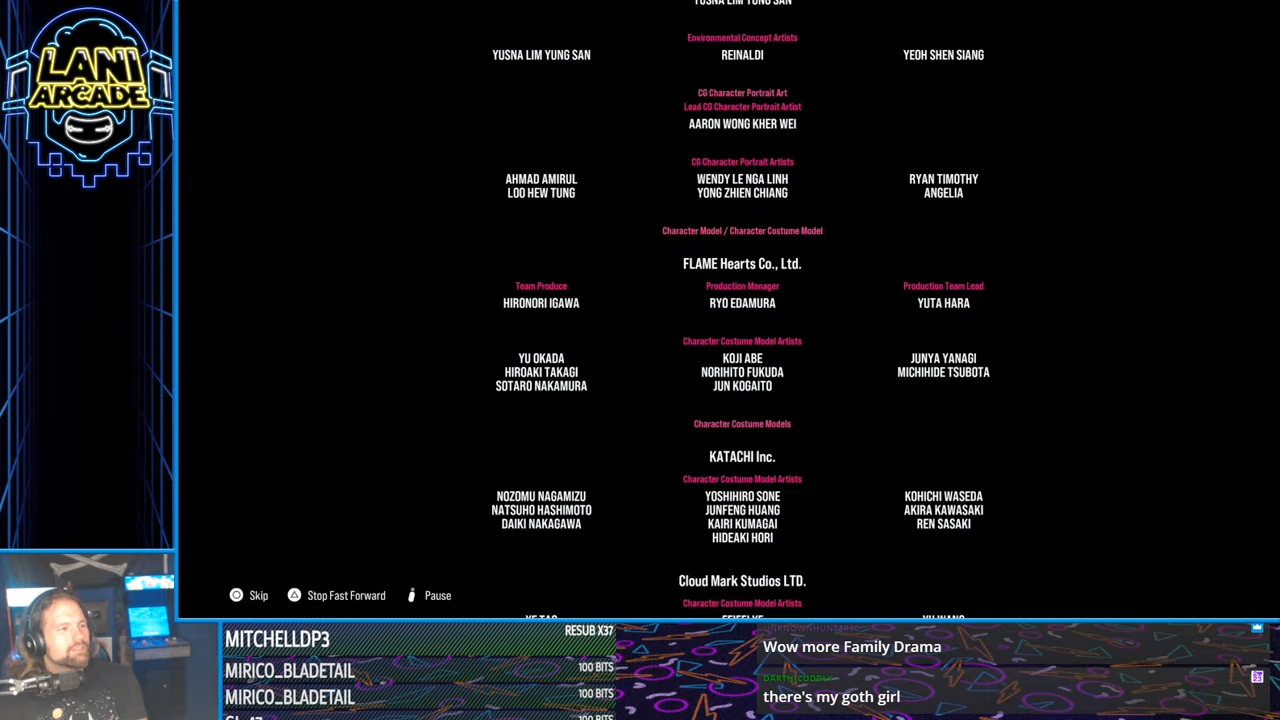 LANI
ARCADE
YUSNA LIM YUNG SAN
Environmental Concept Artists
YUSNA LIM YUNG SAN REINALDI YEOH SHEN SIANG
CG Character Portrait Art
Lead CG Character Portrait Artist
AARON WONG KHER WEI
CG Character Portrait Artists
AHMAD AMIRUL WENDY LE NGA LINH RYAN TIMOTHY
LOO HEW TUNG YONG ZHIEN CHIANG ANGELIA
Character Model / Character Costume Model
FLAME Hearts Co., Ltd.
Team Produce Production Manager Production Team Lead
HIRONORI IGAWA RYO EDAMURA YUTA HARA
Character Costume Model Artists
YU OKADA KOJI ABE JUNYA YANAGI
HIROAKI TAKAGI NORIHITO FUKUDA MICHIHIDE TSUBOTA
SOTARO NAKAMURA JUN KOGAITO
Character Costume Models
KATACHI Inc.
Character Costume Model Artists
NOZOMU NAGAMIZU YOSHIHIRO SONE KOHICHI WASEDA
NATSUHO HASHIMOTO JUNFENG HUANG AKIRA KAWASAKI
DAIKI NAKAGAWA KAIRI KUMAGAI REN SASAKI
HIDEAKI HORI
Cloud Mark Studios LTD.
Character Costume Model Artists
Skip Stop Fast Forward Pause
MITCHELLDP3 RESUB X37
MIRICO_BLADETAIL 100 BITS
MIRICO_BLADETAIL 100 BITS
100 BITS
Wow more Family Drama
DARTH_CUDDLY
there's my goth girl